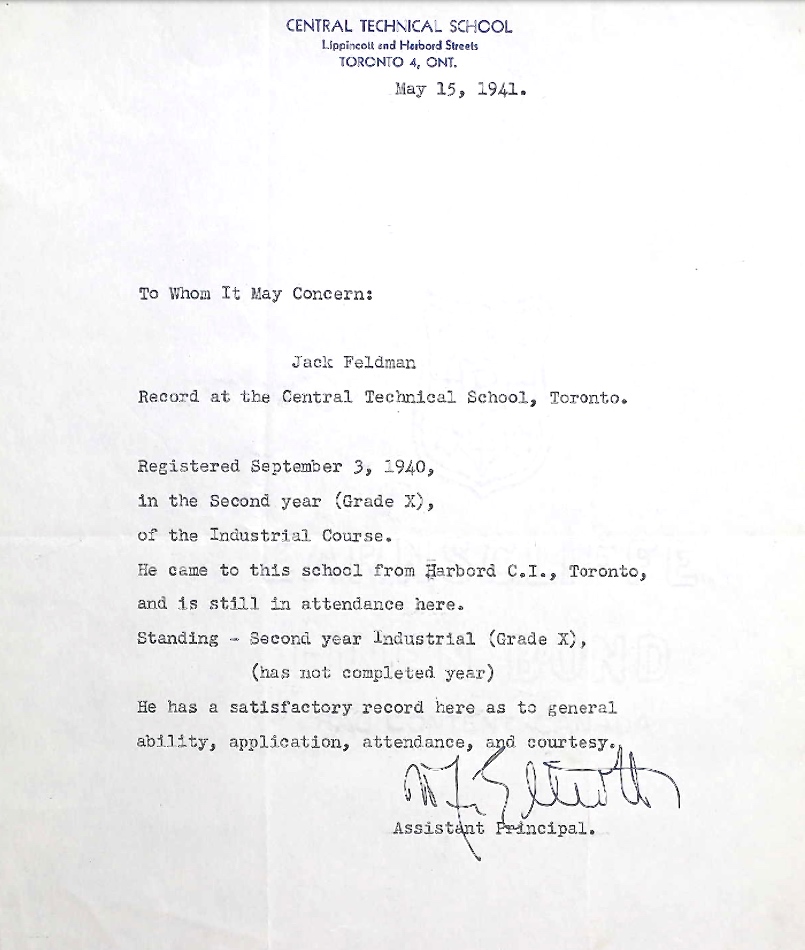 CENTRAL TECHNICAL SCHOOL
Lippincott and Harbord Streets
TORONTO 4, ONT.
May 15, 1941.
To Whom It May Concern:
Jack Feldman
Record at the Central Technical School, Toronto.
Registered September 3, 1940,
in the Second year (Grade X),
of the Industrial Course.
He came to this school from Harbord C.I., Toronto,
and is still in attendance here.
Standing - Second year Industrial (Grade X),
(has not completed year)
He has a satisfactory record here as to general
ability, application, attendance, and courtesy.
Elliott
Assistant Principal.